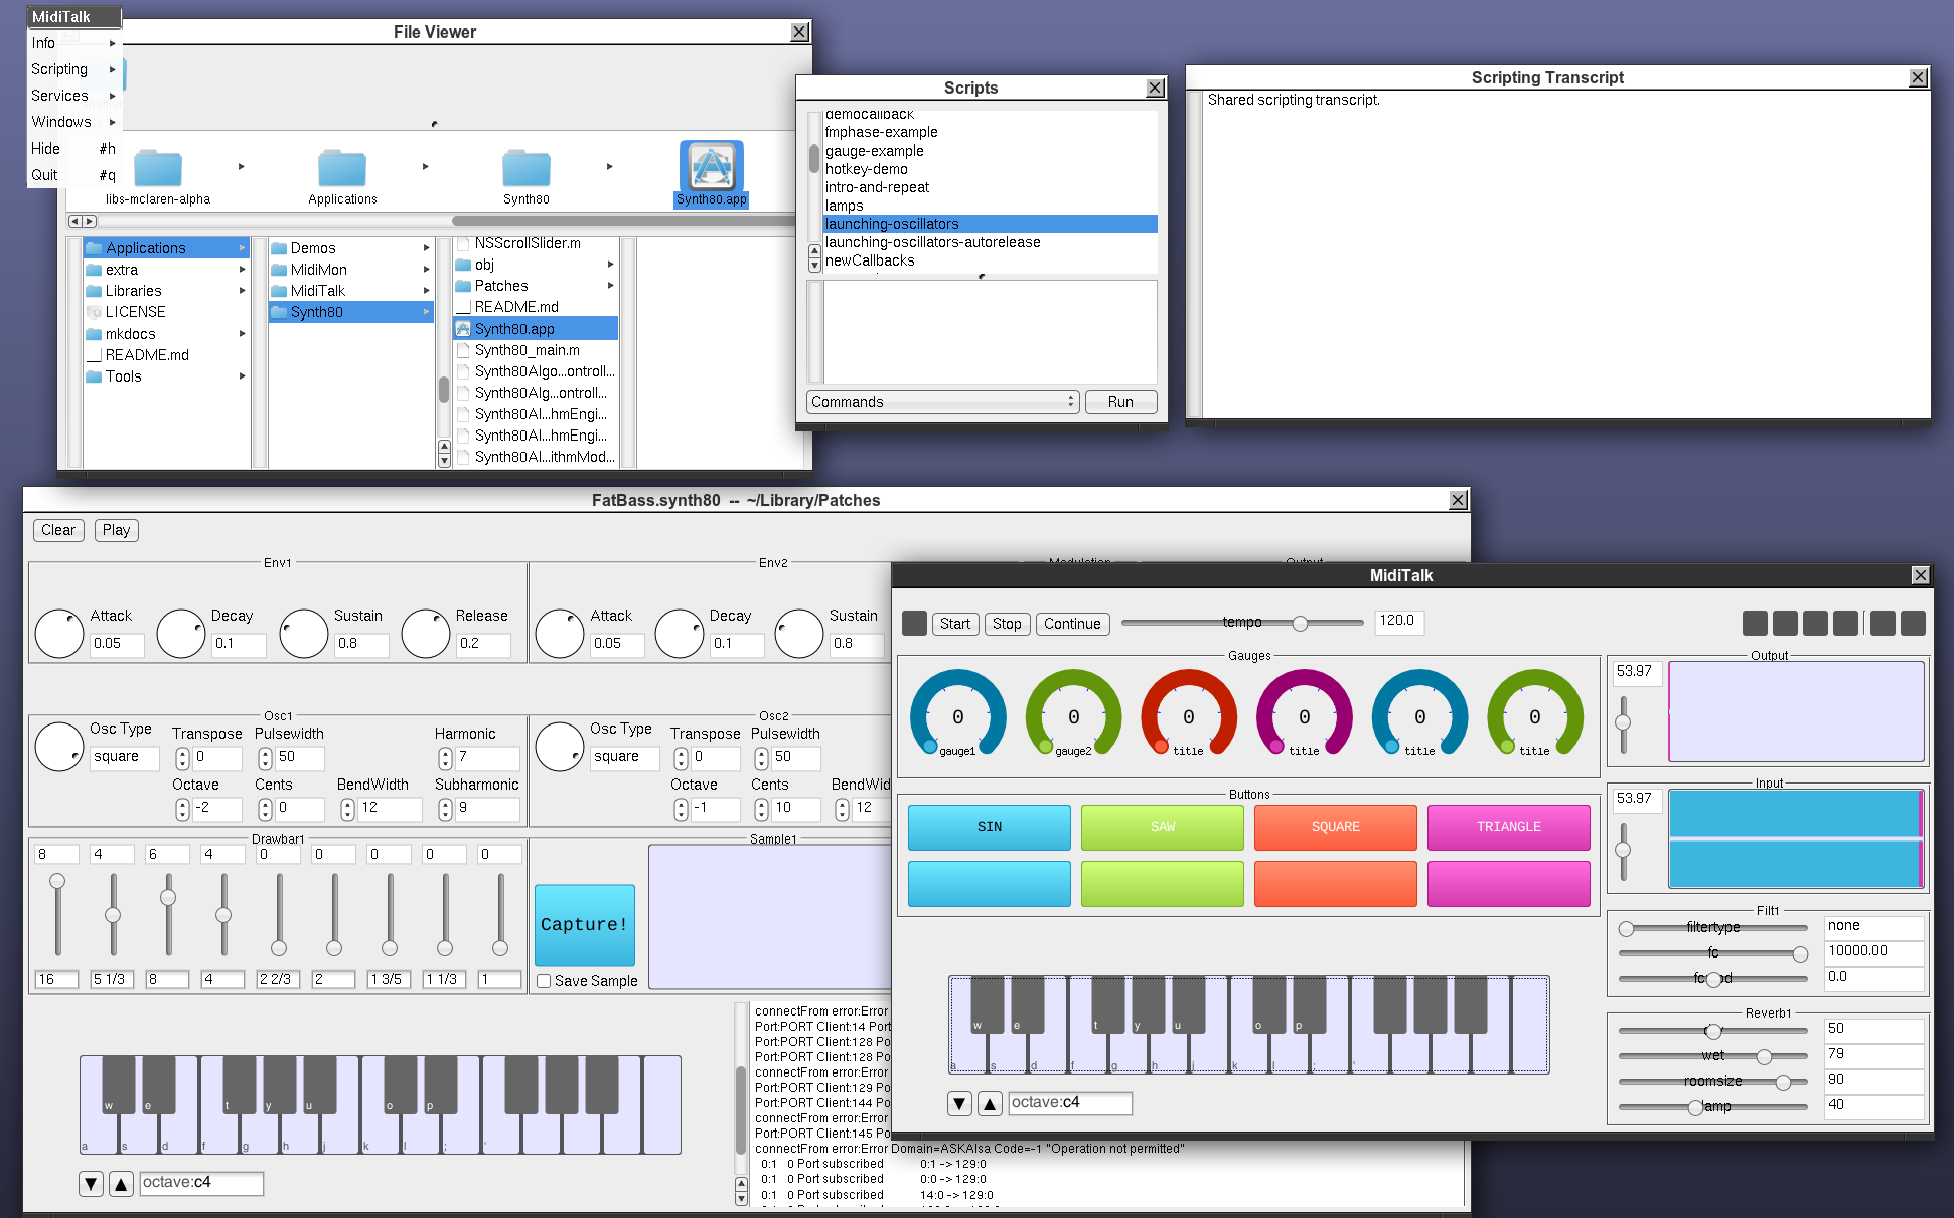 MidiTalk
Info
Scripting
Services
Windows
Hide #h
Quit #q
File Viewer
libs-mclaren-alpha
Applications
Synth80
Synth80.app
Applications
extra
Libraries
LICENSE
mkdocs
README.md
Tools
Demos
MidiMon
MidiTalk
Synth80
NSScrollSlider.m
obj
Patches
README.md
Synth80.app
Synth80_main.m
Synth80Algo...ontroll...
Synth80Alg...ontroll...
Synth80Al...hmEngi...
Synth80Al...hmEngi...
Synth80Al...ithmMod...
Scripts
democallback
fmphase-example
gauge-example
hotkey-demo
intro-and-repeat
lamps
launching-oscillators
launching-oscillators-autorelease
newCallbacks
Commands
Run
Scripting Transcript
Shared scripting transcript.
FatBass.synth80 -- ~/Library/Patches
Clear Play
Env1
Attack Decay Sustain Release
0.05 0.1 0.8 0.2
Env2
Attack Decay Sustain
0.05 0.1 0.8
Modulation
Output
Osc1
Osc Type Transpose Pulsewidth Harmonic
square 0 50 7
Octave Cents BendWidth Subharmonic
-2 0 12 9
Osc2
Osc Type Transpose Pulsewidth
square 0 50
Octave Cents BendWid
-1 10 12
Drawbar1
8 4 6 4 0 0 0 0 0
16 5 1/3 8 4 2 2/3 2 1 3/5 1 1/3 1
Sample1
Capture!
Save Sample
w e t y u o p
a s d f g h j k l ; '
octave:c4
connectFrom error:Error
Port:PORT Client:14 Port
Port:PORT Client:128 Po
Port:PORT Client:128 Po
connectFrom error:Error
Port:PORT Client:129 Po
Port:PORT Client:144 Po
connectFrom error:Error
Port:PORT Client:145 Po
connectFrom error:Error Domain=ASKAlsa Code=-1 "Operation not permitted"
0:1 0 Port subscribed 0:1 -> 129:0
0:1 0 Port subscribed 0:0 -> 129:0
0:1 0 Port subscribed 14:0 -> 129:0
MidiTalk
Start Stop Continue tempo 120.0
Gauges
0 0 0 0 0 0
gauge1 gauge2 title title title title
Buttons
SIN SAW SQUARE TRIANGLE
w e t y u o p
a s d f g h j k l ; '
octave:c4
Output
53.97
Input
53.97
Filt1
filtertype none
fc 10000.00
0.0
Reverb1
50
wet 79
roomsize 90
damp 40